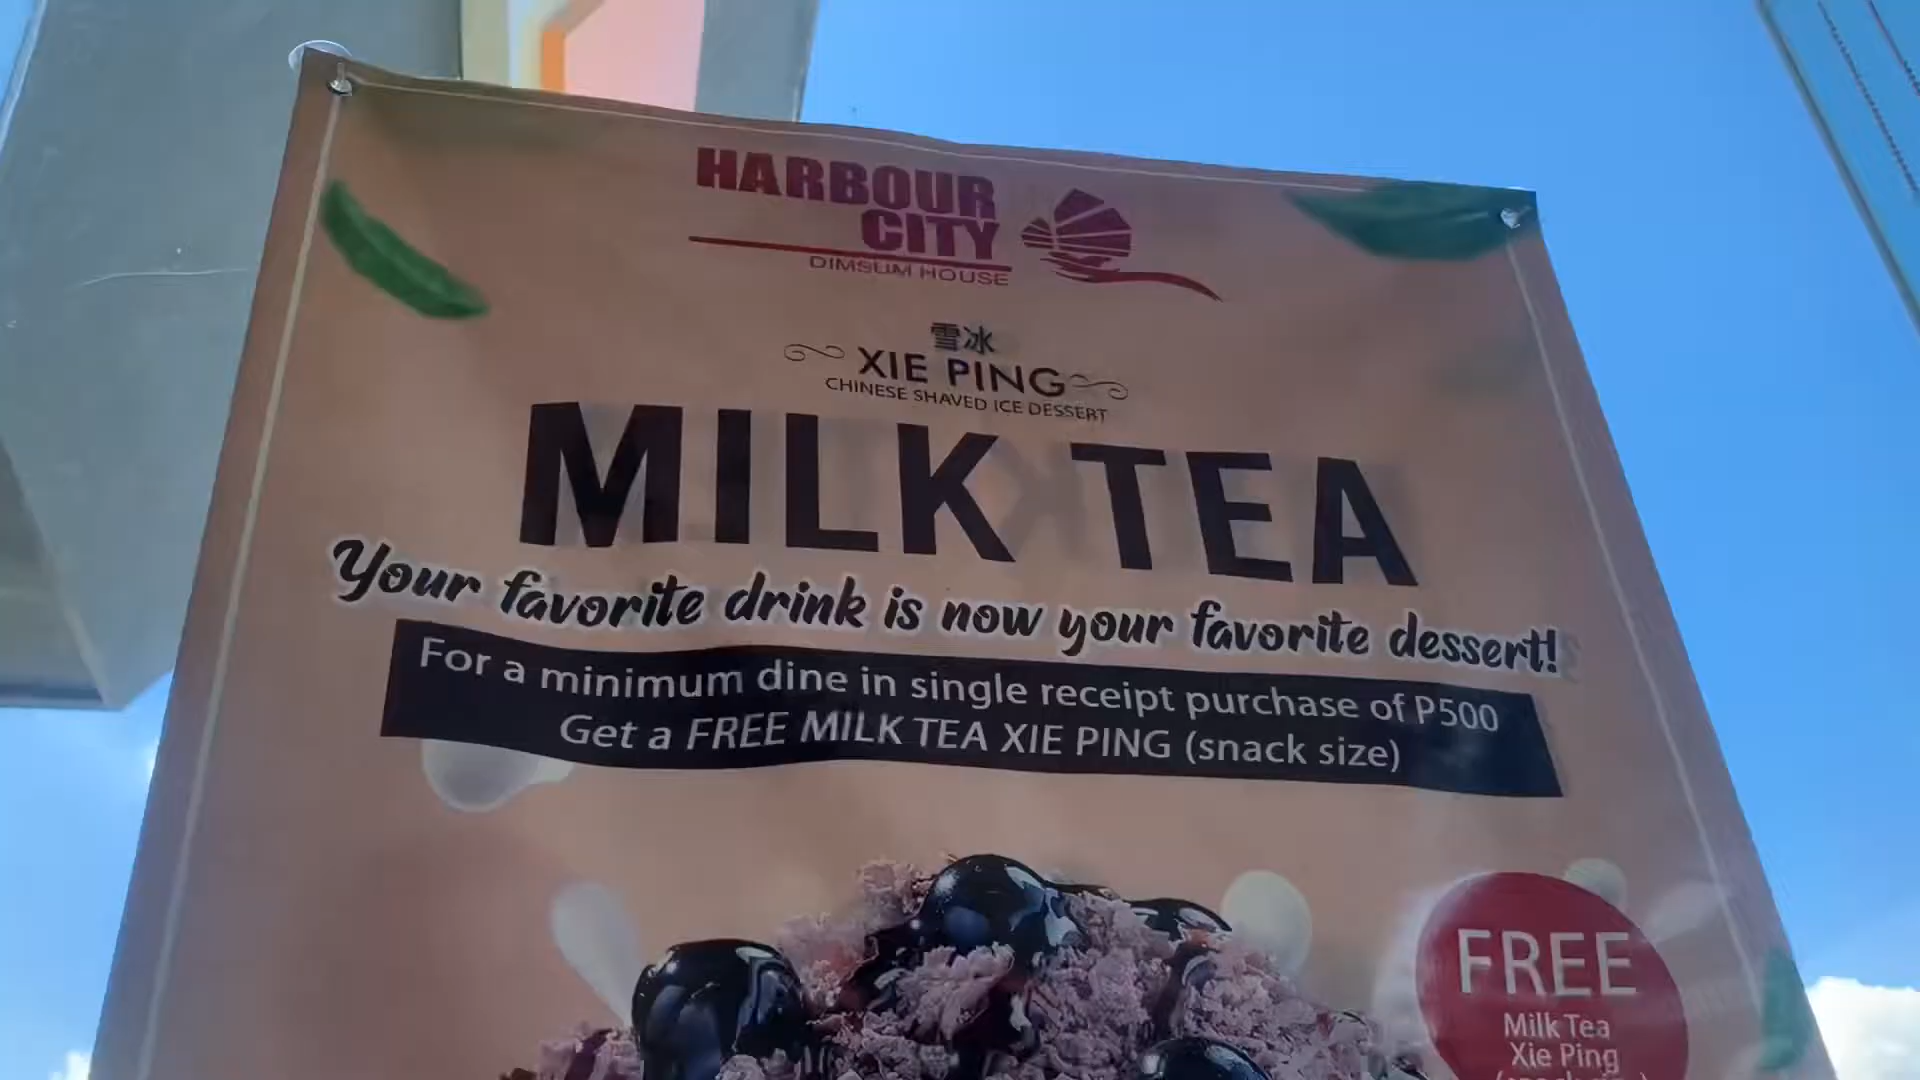 HARBOUR
CITY
DIMSUM HOUSE
雪冰
XIE PING
CHINESE SHAVED ICE DESSERT
MILK TEA
Your favorite drink is now your favorite dessert!
For a minimum dine in single receipt purchase of P500
Get a FREE MILK TEA XIE PING (snack size)
FREE
Milk Tea
Xie Ping